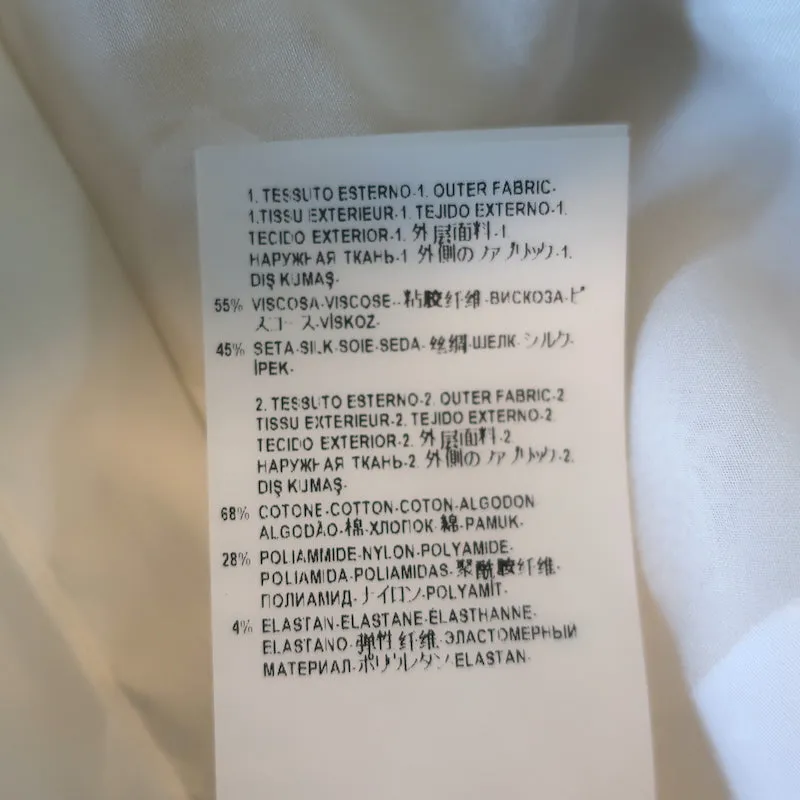 1. TESSUTO ESTERNO-1. OUTER FABRIC-
1.TISSU EXTERIEUR-1. TEJIDO EXTERNO-1.
TECIDO EXTERIOR-1. 外层面料-1
НАРУЖНАЯ ТКАНЬ-1 外側のファブリック-1.
DIŞ KUMAŞ-
55% VISCOSA-VISCOSE--粘胶纤维-ВИСКОЗА-ビ
スコース-VİSKOZ-
45% SETA-SILK-SOIE-SEDA-丝绸-ШЕЛК-シルク-
İPEK-
2. TESSUTO ESTERNO-2. OUTER FABRIC-2
TISSU EXTERIEUR-2. TEJIDO EXTERNO-2
TECIDO EXTERIOR-2. 外层面料-2
НАРУЖНАЯ ТКАНЬ-2. 外側のファブリック-2.
DIŞ KUMAŞ-
68% COTONE-COTTON-COTON-ALGODON
ALGODÃO-棉-ХЛОПОК-綿-PAMUK-
28% POLIAMMIDE-NYLON-POLYAMIDE-
POLIAMIDA-POLIAMIDAS-聚酰胺纤维-
ПОЛИАМИД-ナイロン-POLYAMİT-
4% ELASTAN-ELASTANE-ÉLASTHANNE-
ELASTANO-弹性纤维-ЭЛАСТОМЕРНЫЙ
МАТЕРИАЛ-ポリウレタン-ELASTAN-